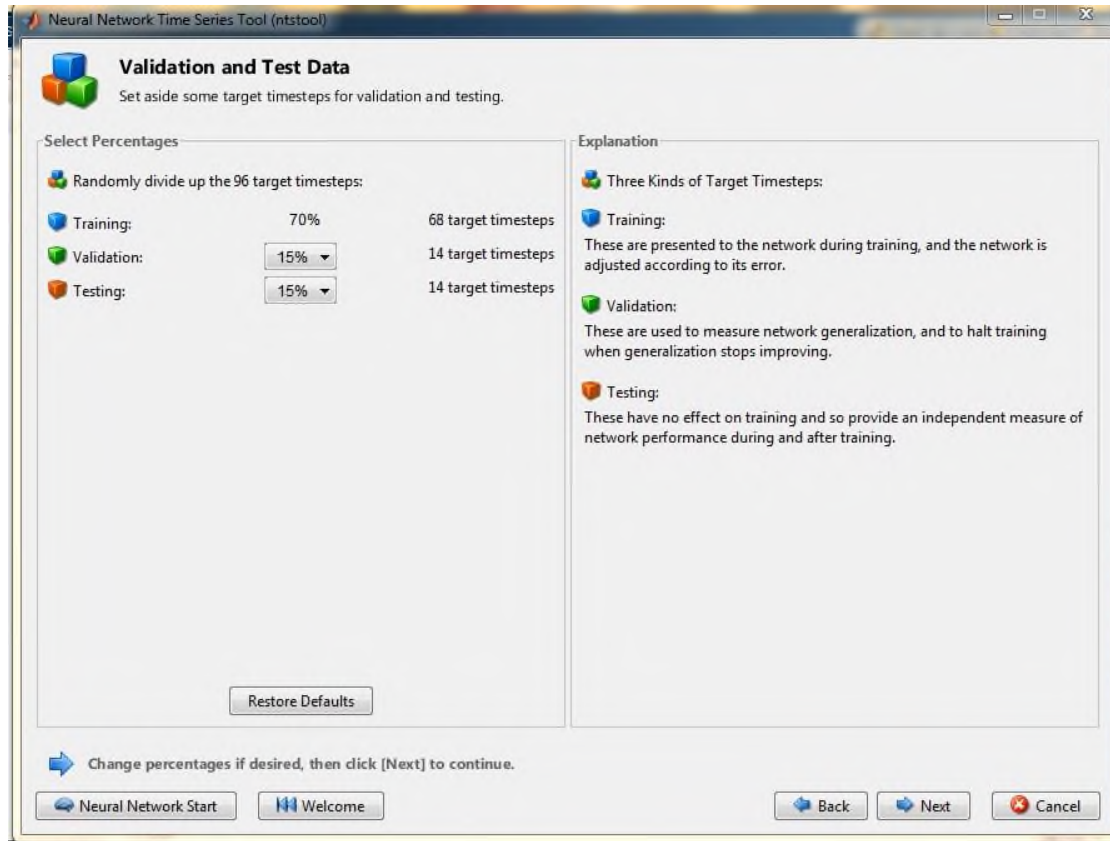 Neural Network Time Series Tool (ntstool)
Validation and Test Data
Set aside some target timesteps for validation and testing.
Select Percentages
Randomly divide up the 96 target timesteps:
Training: 70% 68 target timesteps
Validation: 15% 14 target timesteps
Testing: 15% 14 target timesteps
Restore Defaults
Explanation
Three Kinds of Target Timesteps:
Training:
These are presented to the network during training, and the network is
adjusted according to its error.
Validation:
These are used to measure network generalization, and to halt training
when generalization stops improving.
Testing:
These have no effect on training and so provide an independent measure of
network performance during and after training.
Change percentages if desired, then click [Next] to continue.
Neural Network Start Welcome Back Next Cancel